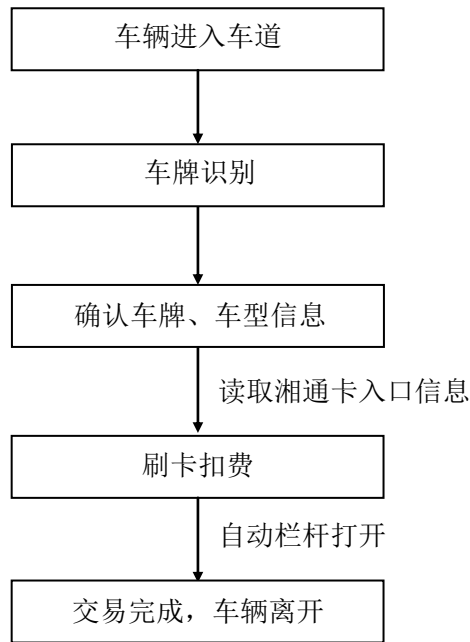 车辆进入车道
车牌识别
确认车牌、车型信息
读取湘通卡入口信息
刷卡扣费
自动栏杆打开
交易完成，车辆离开